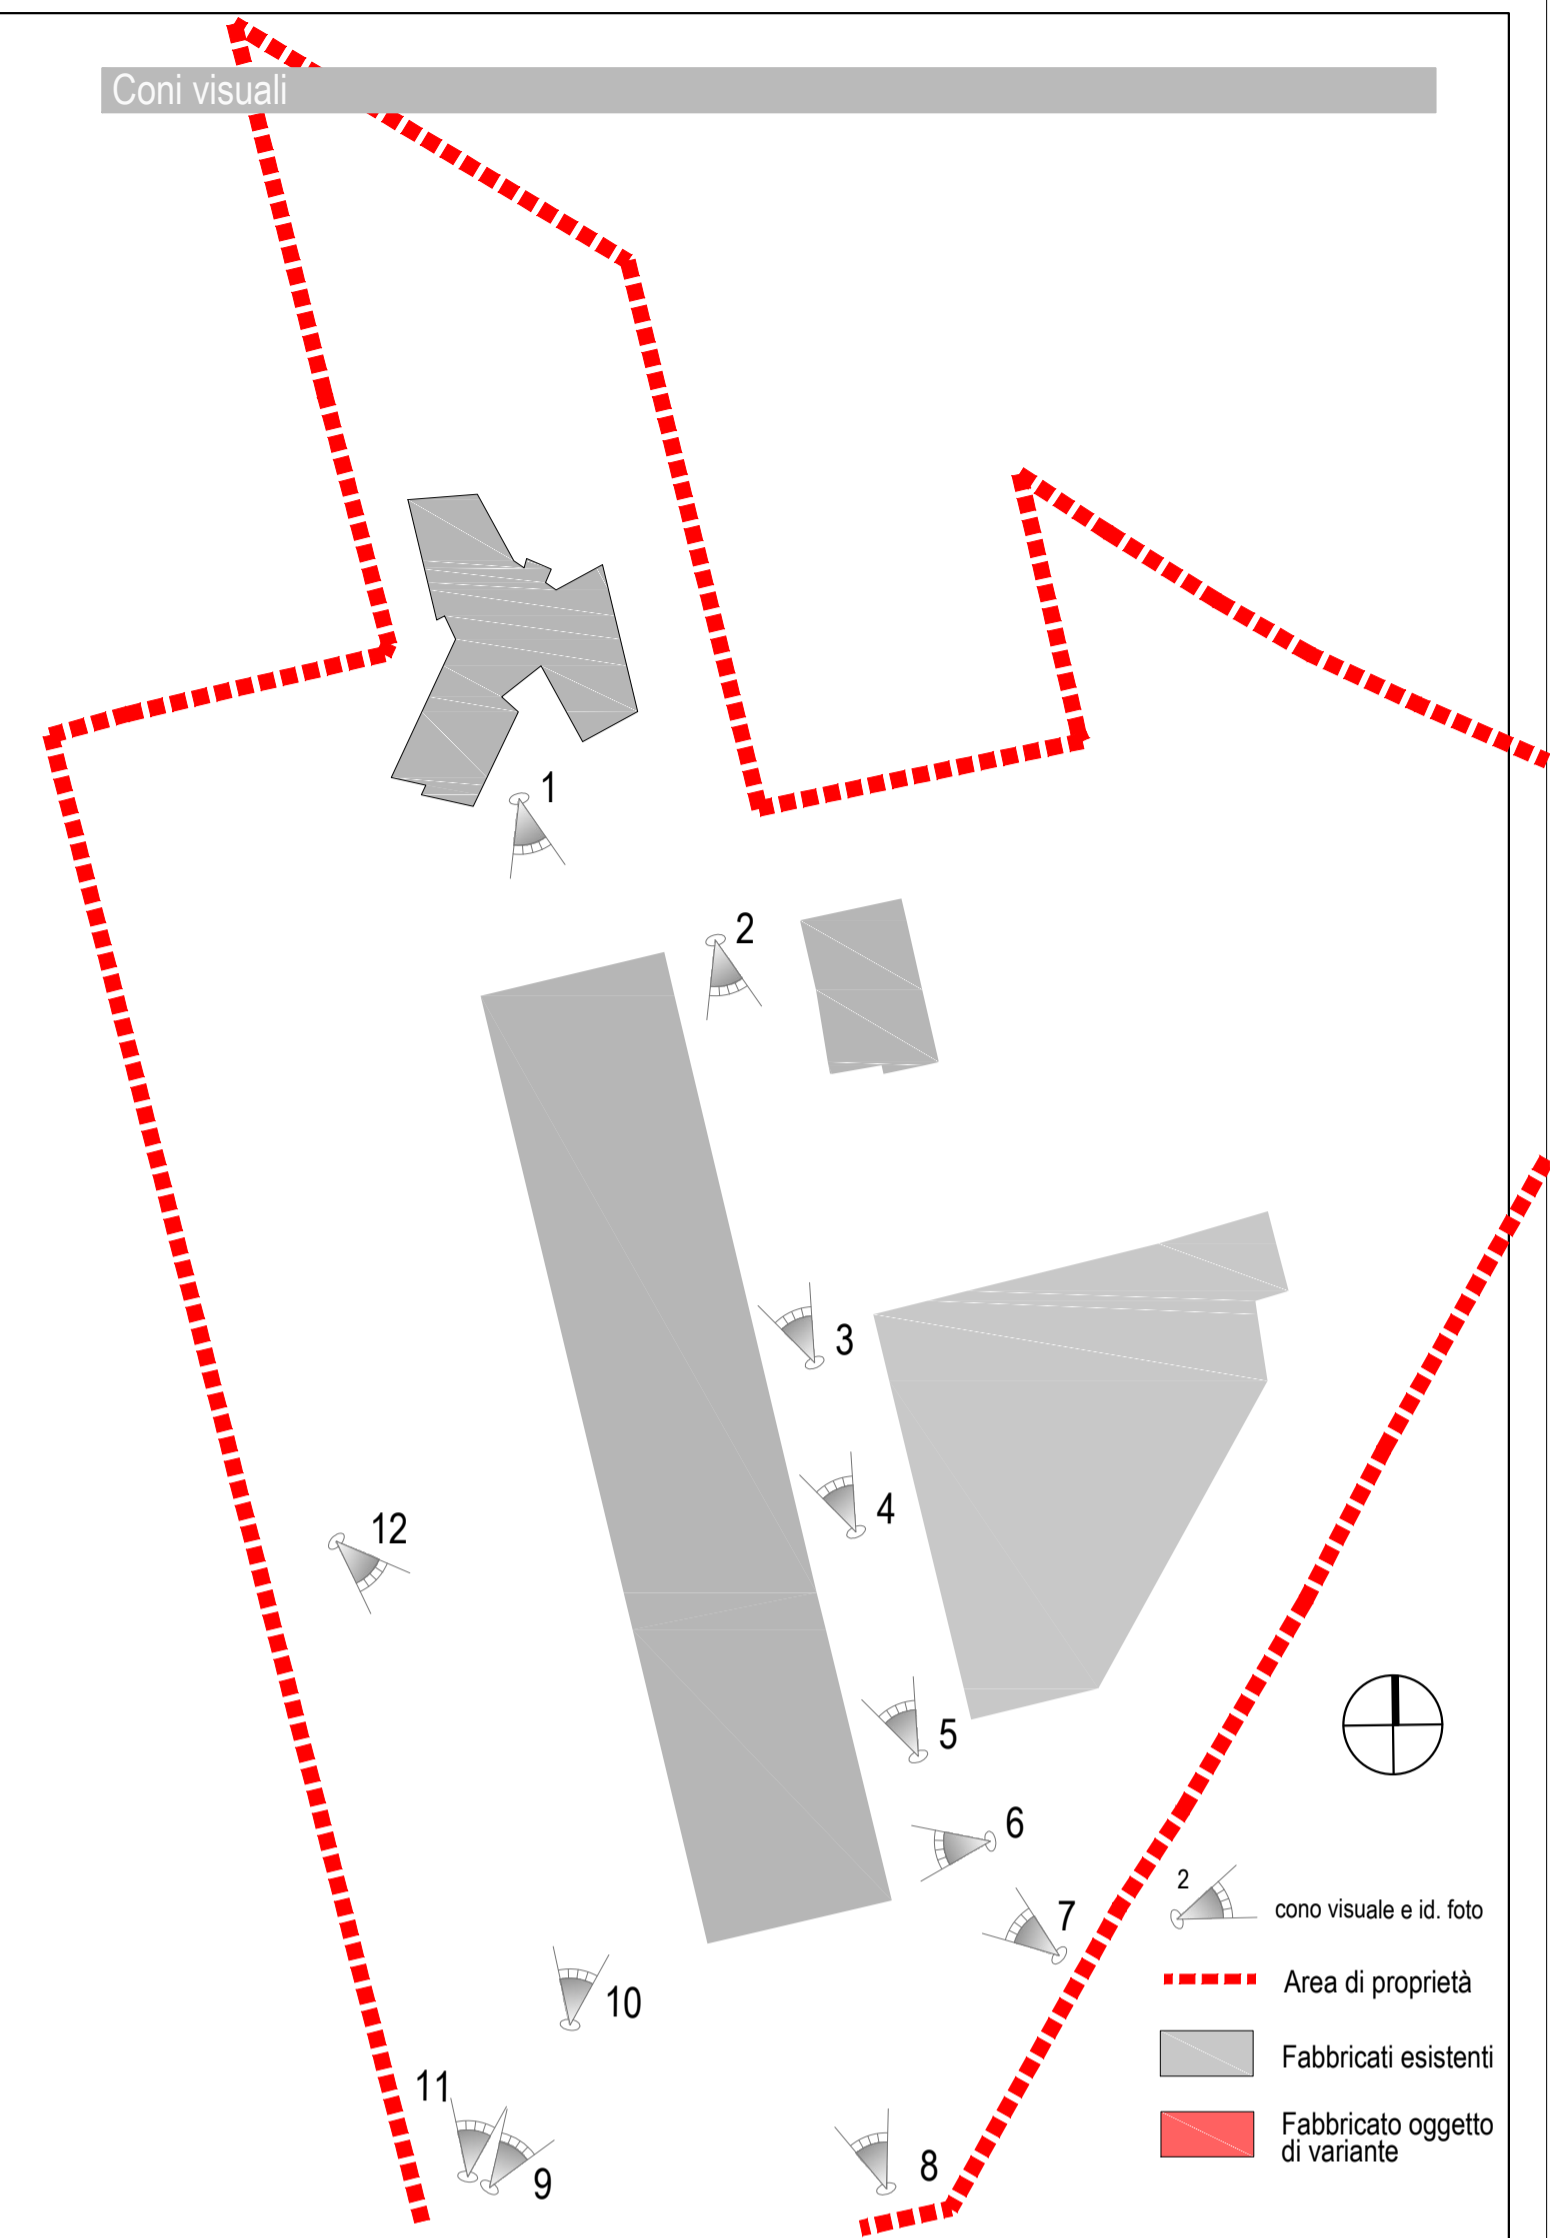 Coni visuali
1
2
3
4
12
5
6
7
2
cono visuale e id. foto
Area di proprietà
10
Fabbricati esistenti
11
Fabbricato oggetto
di variante
8
9